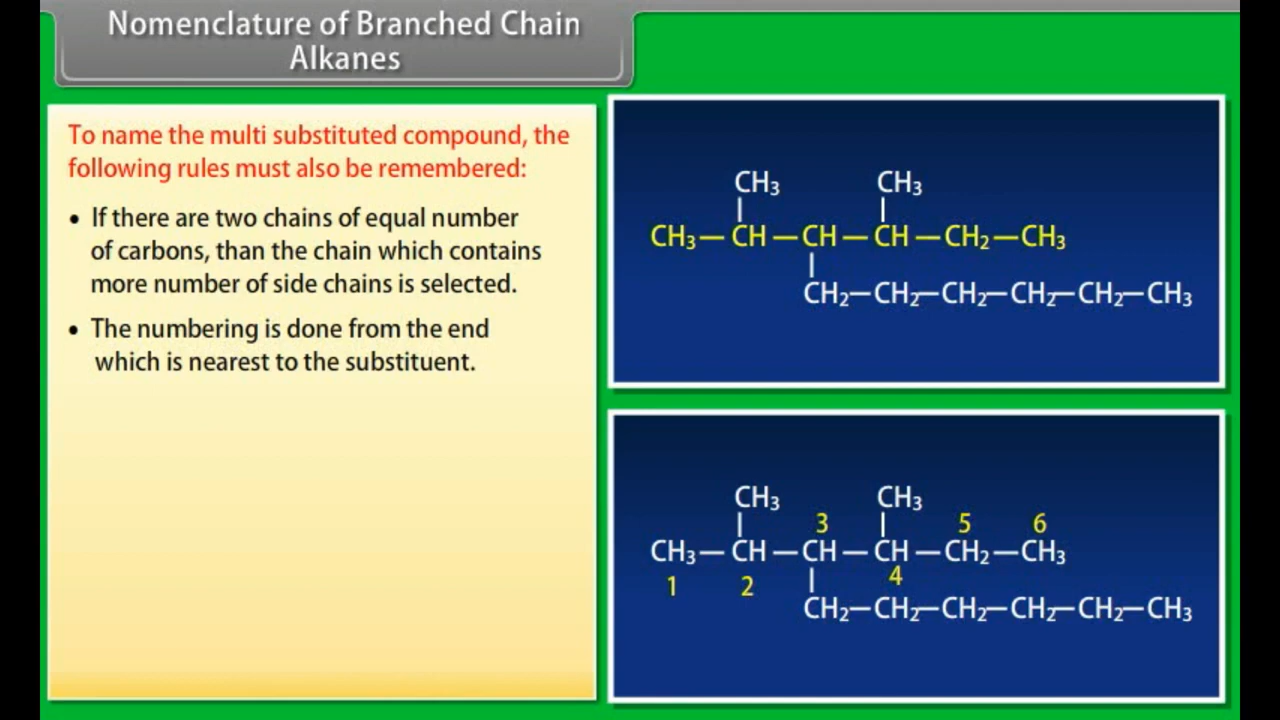 Nomenclature of Branched Chain
Alkanes
To name the multi substituted compound, the
following rules must also be remembered:
• If there are two chains of equal number
of carbons, than the chain which contains
more number of side chains is selected.
• The numbering is done from the end
which is nearest to the substituent.
CH₃ CH₃
CH₃—CH—CH—CH—CH₂—CH₃
CH₂—CH₂—CH₂—CH₂—CH₂—CH₃
CH₃ CH₃
3 5 6
CH₃—CH—CH—CH—CH₂—CH₃
1 2 4
CH₂—CH₂—CH₂—CH₂—CH₂—CH₃